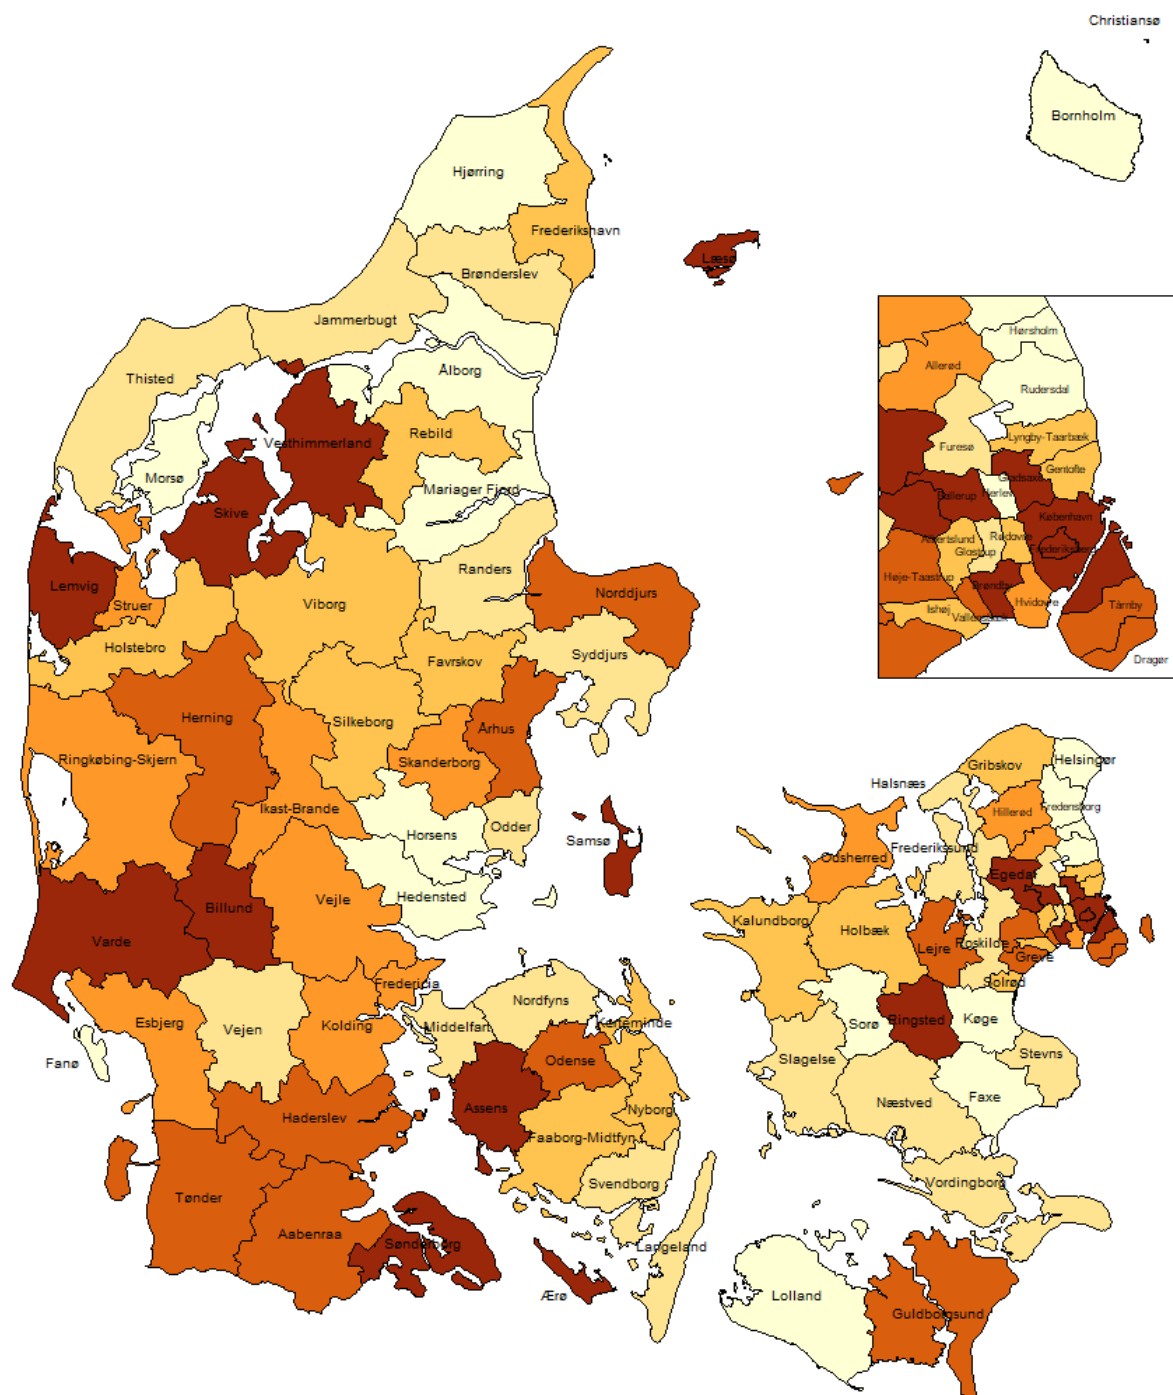 Christiansø
Bornholm
Hjørring
Frederikshavn
Læsø
Brønderslev
Jammerbugt
Ålborg
Thisted
Vesthimmerland
Rebild
Morsø
Mariager Fjord
Skive
Randers
Lemvig
Viborg
Norddjurs
Struer
Holstebro
Favrskov
Syddjurs
Herning
Silkeborg
Århus
Ringkøbing-Skjern
Skanderborg
Ikast-Brande
Horsens
Odder
Samsø
Hedensted
Billund
Vejle
Varde
Fredericia
Esbjerg
Vejen
Kolding
Fanø
Nordfyns
Middelfart
Kerteminde
Odense
Assens
Nyborg
Haderslev
Faaborg-Midtfyn
Svendborg
Tønder
Aabenraa
Sønderborg
Langeland
Ærø
Hørsholm
Allerød
Rudersdal
Furesø
Lyngby-Taarbæk
Gentofte
Gladsaxe
Ballerup
Herlev
København
Albertslund
Rødovre
Frederiksberg
Glostrup
Høje-Taastrup
Brøndby
Hvidovre
Tårnby
Ishøj
Vallensbæk
Dragør
Helsingør
Gribskov
Halsnæs
Fredensborg
Hillerød
Frederikssund
Odsherred
Egedal
Kalundborg
Holbæk
Lejre
Roskilde
Greve
Solrød
Sorø
Ringsted
Køge
Slagelse
Stevns
Næstved
Faxe
Vordingborg
Lolland
Guldborgsund